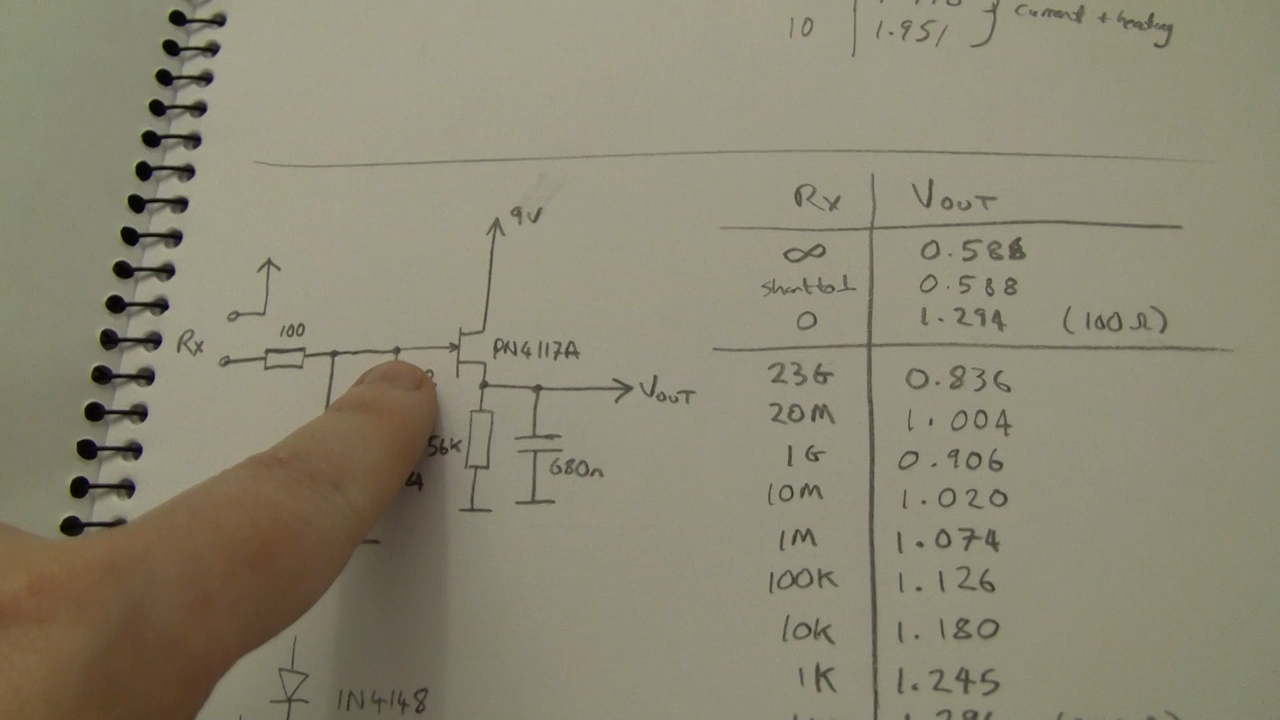 10 1.951 current + heading
Rx VOUT
∞ 0.588
short to ⊥ 0.588
0 1.294 (100Ω)
23G 0.836
20M 1.004
1G 0.906
10M 1.020
1M 1.074
100K 1.126
10K 1.180
1K 1.245
9V
100
Rx
PN4117A
VOUT
56K
680n
1N4148